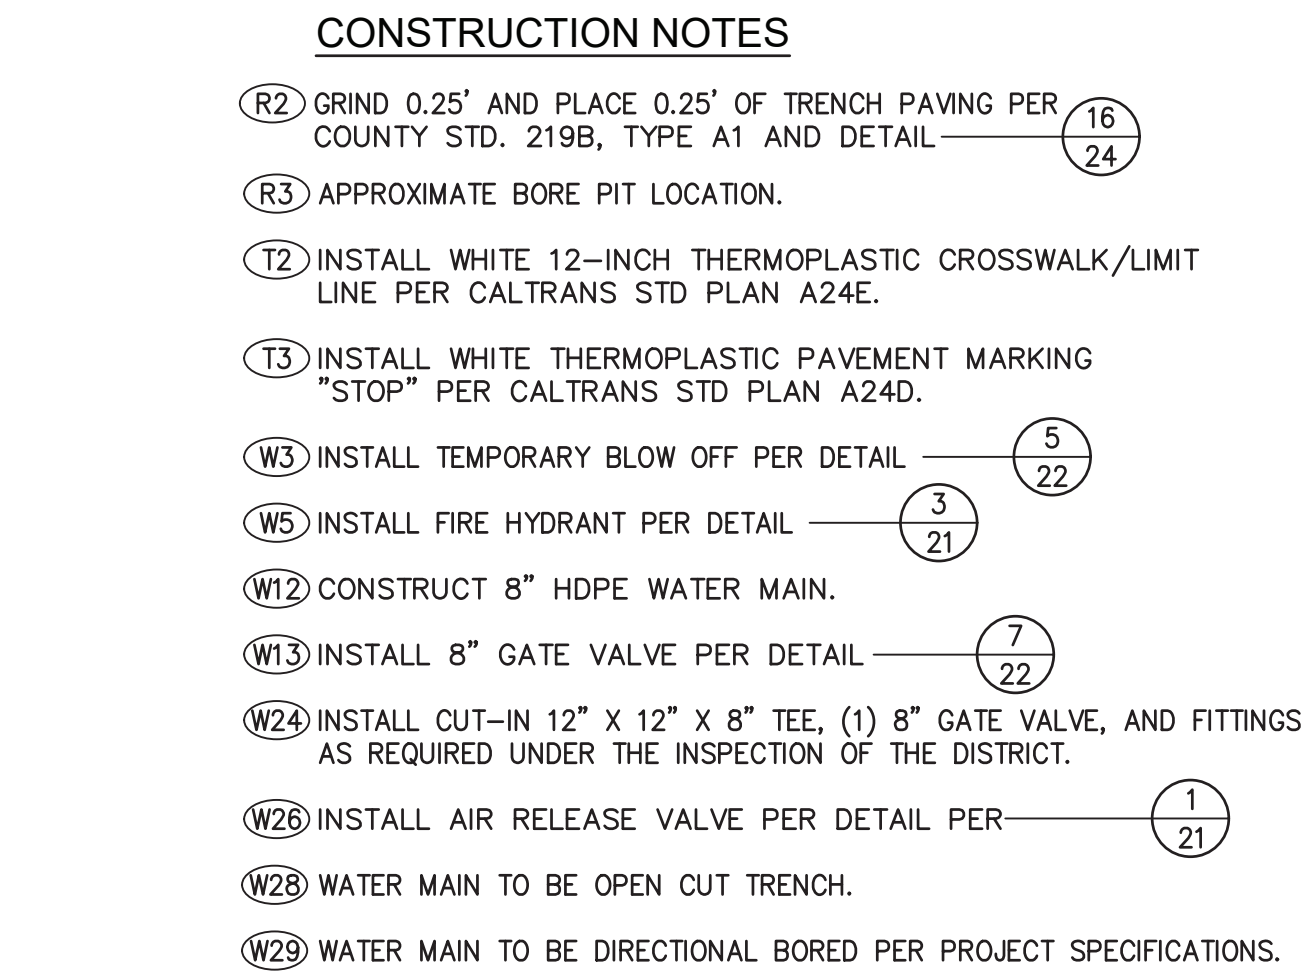 CONSTRUCTION NOTES
R2 GRIND 0.25' AND PLACE 0.25' OF TRENCH PAVING PER
COUNTY STD. 219B, TYPE A1 AND DETAIL
16
24
R3 APPROXIMATE BORE PIT LOCATION.
T2 INSTALL WHITE 12-INCH THERMOPLASTIC CROSSWALK/LIMIT
LINE PER CALTRANS STD PLAN A24E.
T3 INSTALL WHITE THERMOPLASTIC PAVEMENT MARKING
"STOP" PER CALTRANS STD PLAN A24D.
W3 INSTALL TEMPORARY BLOW OFF PER DETAIL
5
22
W5 INSTALL FIRE HYDRANT PER DETAIL
3
21
W12 CONSTRUCT 8" HDPE WATER MAIN.
W13 INSTALL 8" GATE VALVE PER DETAIL
7
22
W24 INSTALL CUT-IN 12" X 12" X 8" TEE, (1) 8" GATE VALVE, AND FITTINGS
AS REQUIRED UNDER THE INSPECTION OF THE DISTRICT.
W26 INSTALL AIR RELEASE VALVE PER DETAIL PER
1
21
W28 WATER MAIN TO BE OPEN CUT TRENCH.
W29 WATER MAIN TO BE DIRECTIONAL BORED PER PROJECT SPECIFICATIONS.